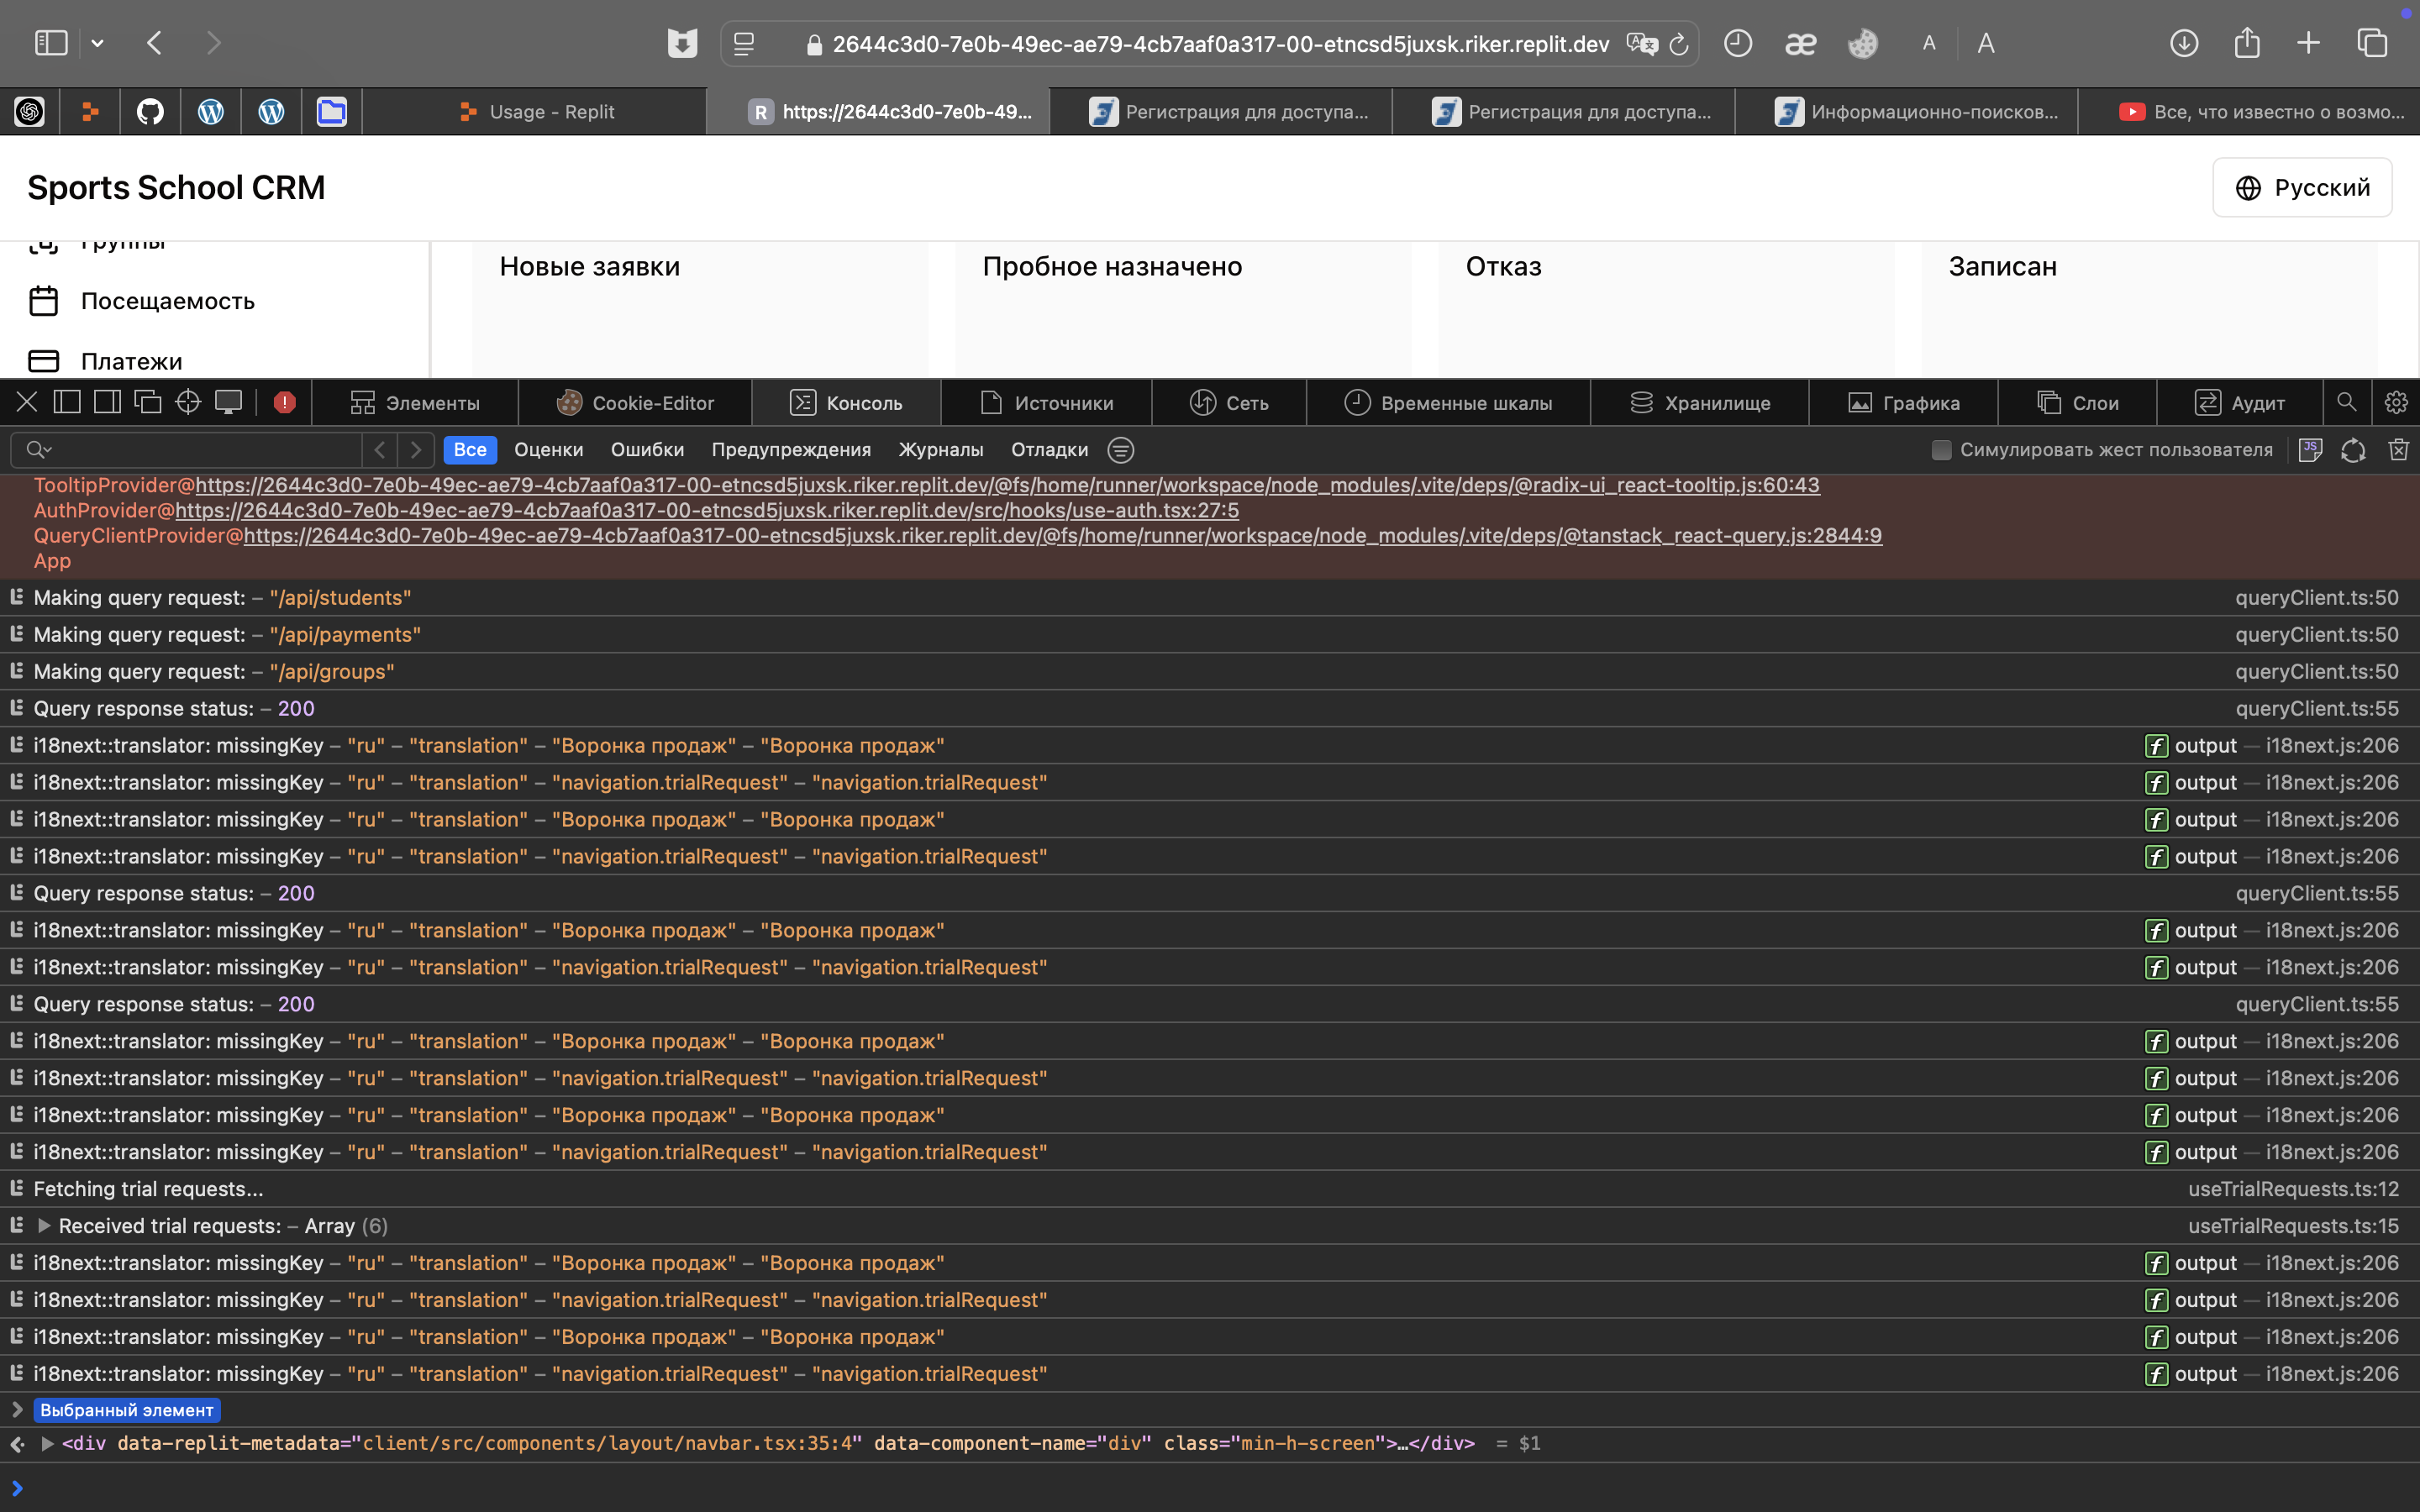 2644c3d0-7e0b-49ec-ae79-4cb7aaf0a317-00-etncsd5juxsk.riker.replit.dev
æ A A
Usage - Replit R https://2644c3d0-7e0b-49... Регистрация для доступа... Регистрация для доступа... Информационно-поисков... Все, что известно о возмо...
Sports School CRM Русский
Посещаемость
Платежи
Новые заявки Пробное назначено Отказ Записан
Элементы Cookie-Editor Консоль Источники Сеть Временные шкалы Хранилище Графика Слои Аудит
Все Оценки Ошибки Предупреждения Журналы Отладки Симулировать жест пользователя
TooltipProvider@https://2644c3d0-7e0b-49ec-ae79-4cb7aaf0a317-00-etncsd5juxsk.riker.replit.dev/@fs/home/runner/workspace/node_modules/.vite/deps/@radix-ui_react-tooltip.js:60:43
AuthProvider@https://2644c3d0-7e0b-49ec-ae79-4cb7aaf0a317-00-etncsd5juxsk.riker.replit.dev/src/hooks/use-auth.tsx:27:5
QueryClientProvider@https://2644c3d0-7e0b-49ec-ae79-4cb7aaf0a317-00-etncsd5juxsk.riker.replit.dev/@fs/home/runner/workspace/node_modules/.vite/deps/@tanstack_react-query.js:2844:9
App
Making query request: – "/api/students" queryClient.ts:50
Making query request: – "/api/payments" queryClient.ts:50
Making query request: – "/api/groups" queryClient.ts:50
Query response status: – 200 queryClient.ts:55
i18next::translator: missingKey – "ru" – "translation" – "Воронка продаж" – "Воронка продаж" f output — i18next.js:206
i18next::translator: missingKey – "ru" – "translation" – "navigation.trialRequest" – "navigation.trialRequest" f output — i18next.js:206
i18next::translator: missingKey – "ru" – "translation" – "Воронка продаж" – "Воронка продаж" f output — i18next.js:206
i18next::translator: missingKey – "ru" – "translation" – "navigation.trialRequest" – "navigation.trialRequest" f output — i18next.js:206
Query response status: – 200 queryClient.ts:55
i18next::translator: missingKey – "ru" – "translation" – "Воронка продаж" – "Воронка продаж" f output — i18next.js:206
i18next::translator: missingKey – "ru" – "translation" – "navigation.trialRequest" – "navigation.trialRequest" f output — i18next.js:206
Query response status: – 200 queryClient.ts:55
i18next::translator: missingKey – "ru" – "translation" – "Воронка продаж" – "Воронка продаж" f output — i18next.js:206
i18next::translator: missingKey – "ru" – "translation" – "navigation.trialRequest" – "navigation.trialRequest" f output — i18next.js:206
i18next::translator: missingKey – "ru" – "translation" – "Воронка продаж" – "Воронка продаж" f output — i18next.js:206
i18next::translator: missingKey – "ru" – "translation" – "navigation.trialRequest" – "navigation.trialRequest" f output — i18next.js:206
Fetching trial requests... useTrialRequests.ts:12
Received trial requests: – Array (6) useTrialRequests.ts:15
i18next::translator: missingKey – "ru" – "translation" – "Воронка продаж" – "Воронка продаж" f output — i18next.js:206
i18next::translator: missingKey – "ru" – "translation" – "navigation.trialRequest" – "navigation.trialRequest" f output — i18next.js:206
i18next::translator: missingKey – "ru" – "translation" – "Воронка продаж" – "Воронка продаж" f output — i18next.js:206
i18next::translator: missingKey – "ru" – "translation" – "navigation.trialRequest" – "navigation.trialRequest" f output — i18next.js:206
Выбранный элемент
<div data-replit-metadata="client/src/components/layout/navbar.tsx:35:4" data-component-name="div" class="min-h-screen">…</div> = $1